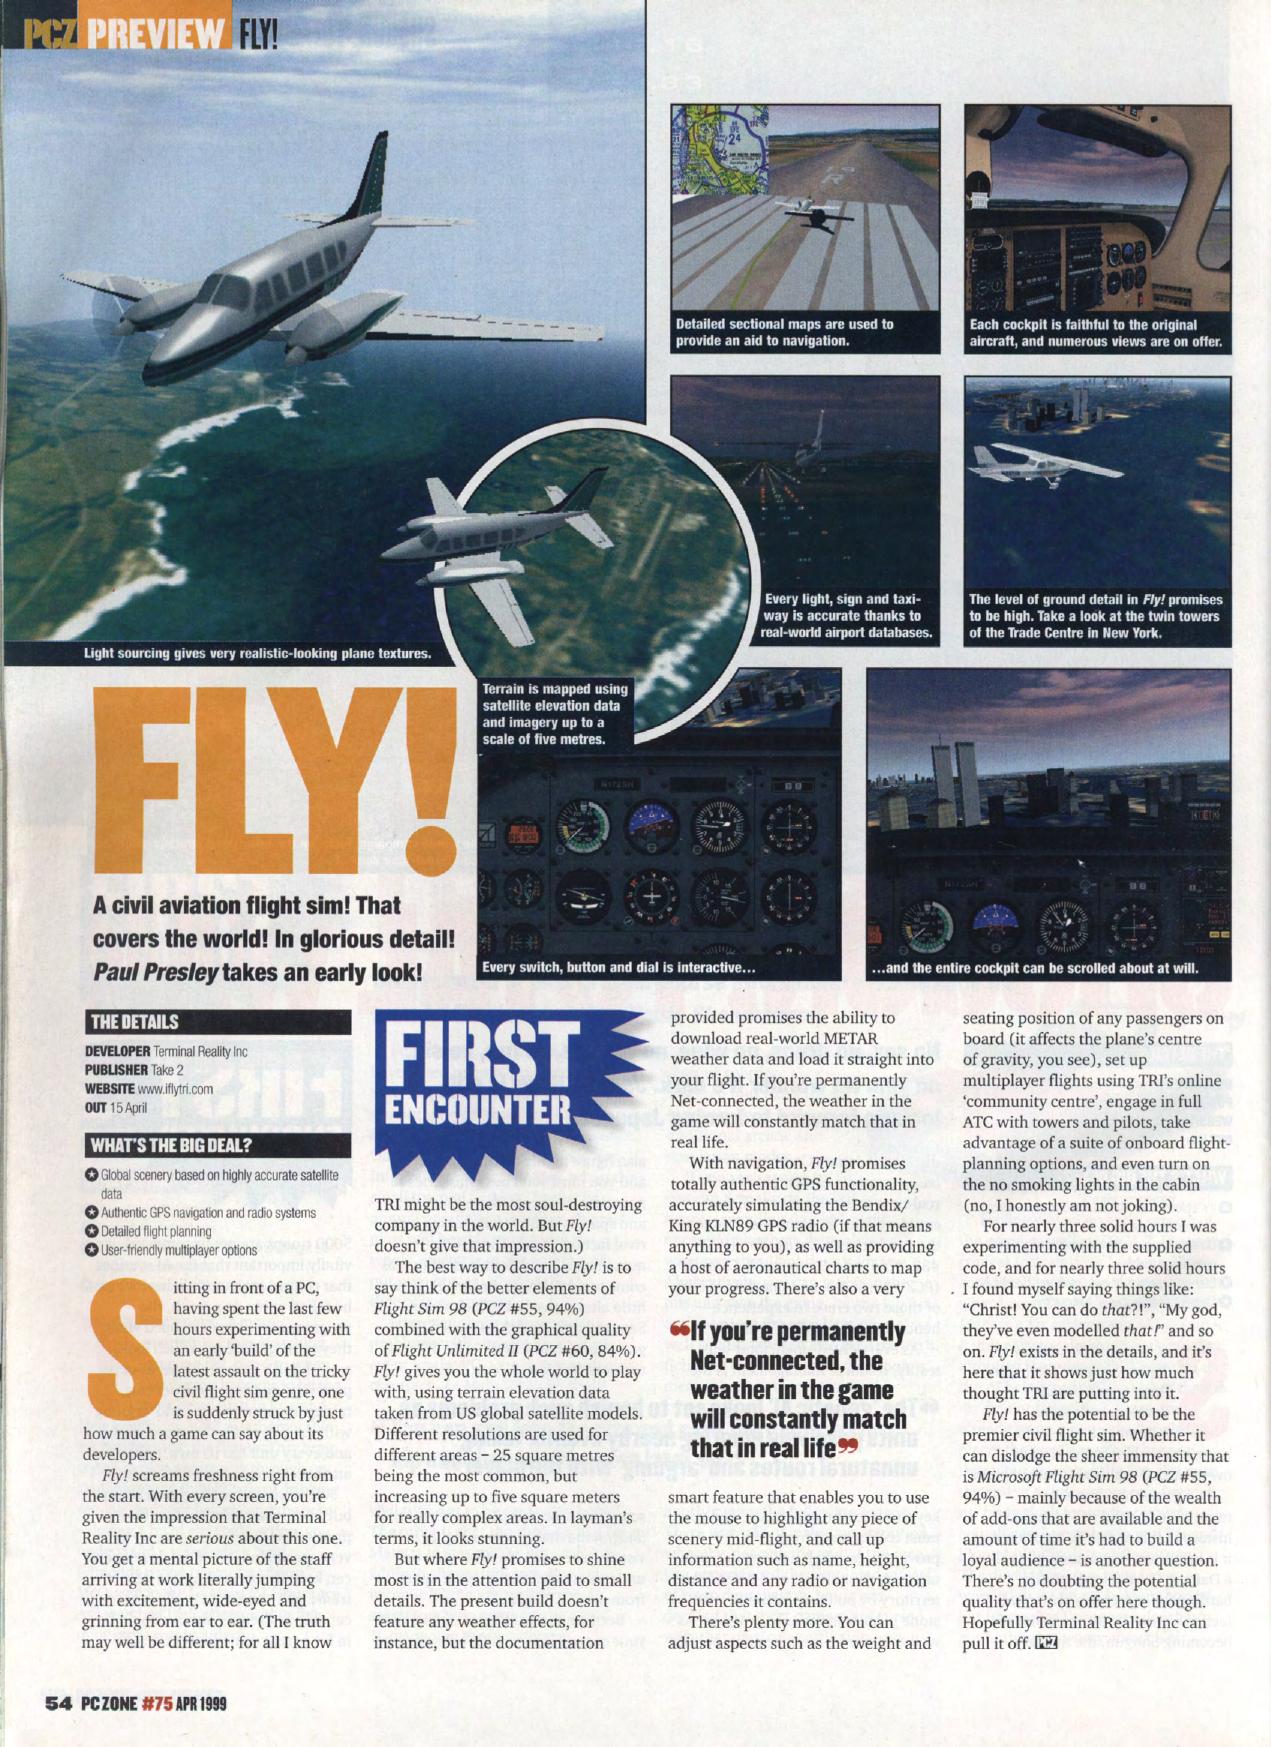 PCZ PREVIEW FLY!
Detailed sectional maps are used to
provide an aid to navigation.
Each cockpit is faithful to the original
aircraft, and numerous views are on offer.
Every light, sign and taxi-
way is accurate thanks to
real-world airport databases.
The level of ground detail in Fly! promises
to be high. Take a look at the twin towers
of the Trade Centre in New York.
Light sourcing gives very realistic-looking plane textures.
Terrain is mapped using
satellite elevation data
and imagery up to a
scale of five metres.
Every switch, button and dial is interactive...
...and the entire cockpit can be scrolled about at will.
FLY!
A civil aviation flight sim! That
covers the world! In glorious detail!
Paul Presley takes an early look!
THE DETAILS
DEVELOPER Terminal Reality Inc
PUBLISHER Take 2
WEBSITE www.iflytri.com
OUT 15 April
WHAT'S THE BIG DEAL?
Global scenery based on highly accurate satellite
data
Authentic GPS navigation and radio systems
Detailed flight planning
User-friendly multiplayer options
Sitting in front of a PC,
having spent the last few
hours experimenting with
an early 'build' of the
latest assault on the tricky
civil flight sim genre, one
is suddenly struck by just
how much a game can say about its
developers.
Fly! screams freshness right from
the start. With every screen, you're
given the impression that Terminal
Reality Inc are serious about this one.
You get a mental picture of the staff
arriving at work literally jumping
with excitement, wide-eyed and
grinning from ear to ear. (The truth
may well be different; for all I know
FIRST
ENCOUNTER
TRI might be the most soul-destroying
company in the world. But Fly!
doesn't give that impression.)
The best way to describe Fly! is to
say think of the better elements of
Flight Sim 98 (PCZ #55, 94%)
combined with the graphical quality
of Flight Unlimited II (PCZ #60, 84%).
Fly! gives you the whole world to play
with, using terrain elevation data
taken from US global satellite models.
Different resolutions are used for
different areas – 25 square metres
being the most common, but
increasing up to five square meters
for really complex areas. In layman's
terms, it looks stunning.
But where Fly! promises to shine
most is in the attention paid to small
details. The present build doesn't
feature any weather effects, for
instance, but the documentation
provided promises the ability to
download real-world METAR
weather data and load it straight into
your flight. If you're permanently
Net-connected, the weather in the
game will constantly match that in
real life.
With navigation, Fly! promises
totally authentic GPS functionality,
accurately simulating the Bendix/
King KLN89 GPS radio (if that means
anything to you), as well as providing
a host of aeronautical charts to map
your progress. There's also a very
“If you're permanently
Net-connected, the
weather in the game
will constantly match
that in real life”
smart feature that enables you to use
the mouse to highlight any piece of
scenery mid-flight, and call up
information such as name, height,
distance and any radio or navigation
frequencies it contains.
There's plenty more. You can
adjust aspects such as the weight and
seating position of any passengers on
board (it affects the plane's centre
of gravity, you see), set up
multiplayer flights using TRI's online
'community centre', engage in full
ATC with towers and pilots, take
advantage of a suite of onboard flight-
planning options, and even turn on
the no smoking lights in the cabin
(no, I honestly am not joking).
For nearly three solid hours I was
experimenting with the supplied
code, and for nearly three solid hours
I found myself saying things like:
“Christ! You can do that?!”, “My god,
they've even modelled that!” and so
on. Fly! exists in the details, and it's
here that it shows just how much
thought TRI are putting into it.
Fly! has the potential to be the
premier civil flight sim. Whether it
can dislodge the sheer immensity that
is Microsoft Flight Sim 98 (PCZ #55,
94%) – mainly because of the wealth
of add-ons that are available and the
amount of time it's had to build a
loyal audience – is another question.
There's no doubting the potential
quality that's on offer here though.
Hopefully Terminal Reality Inc can
pull it off. PCZ
54 PC ZONE #75 APR 1999